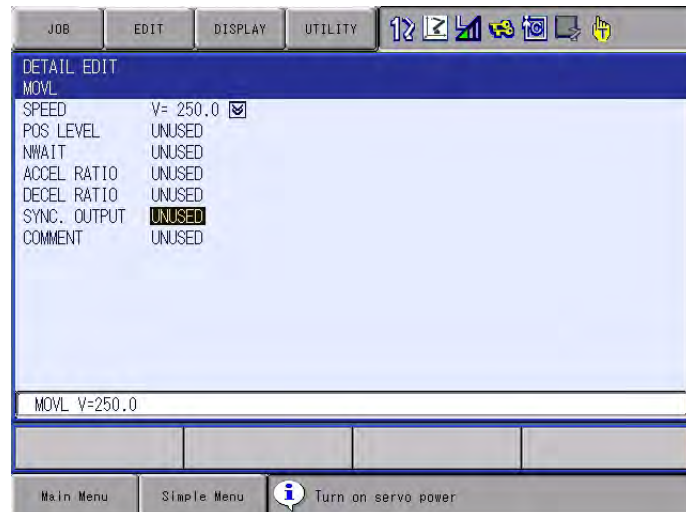 JOB EDIT DISPLAY UTILITY
DETAIL EDIT
MOVL
SPEED V= 250.0
POS LEVEL UNUSED
NWAIT UNUSED
ACCEL RATIO UNUSED
DECEL RATIO UNUSED
SYNC. OUTPUT UNUSED
COMMENT UNUSED
MOVL V=250.0
Main Menu Simple Menu Turn on servo power